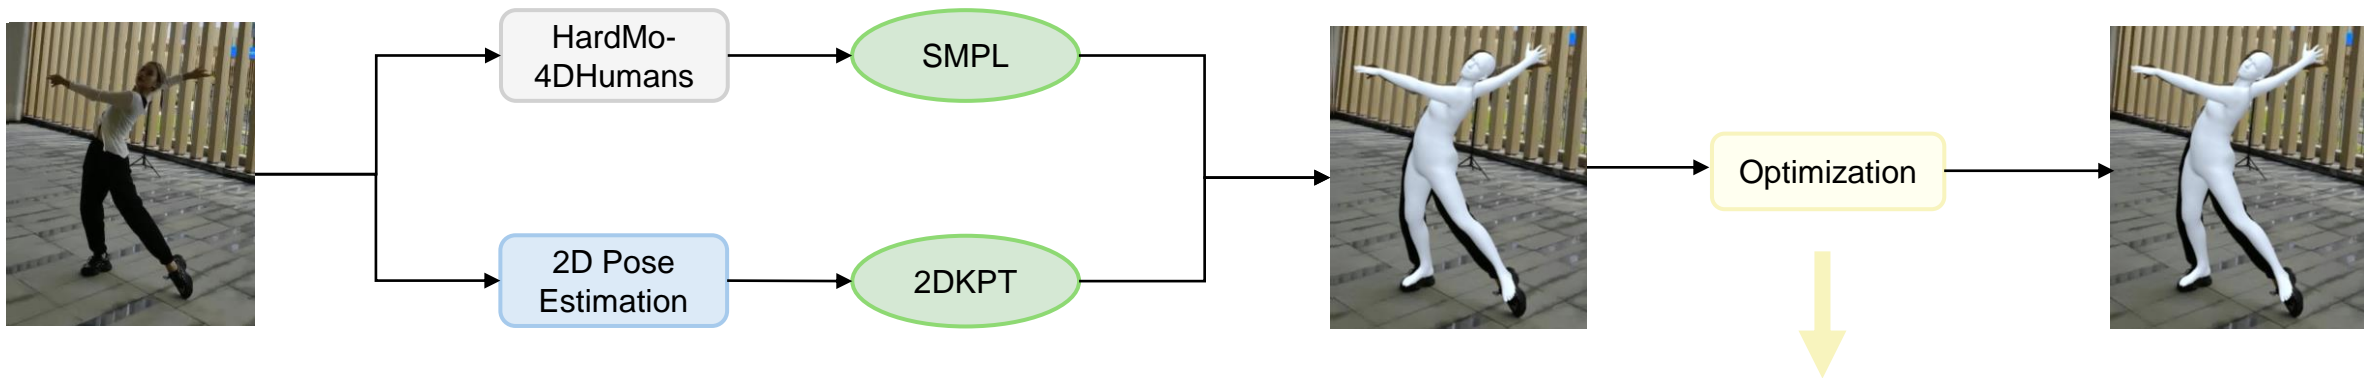 HardMo-
4DHumans
SMPL
2D Pose
Estimation
2DKPT
Optimization